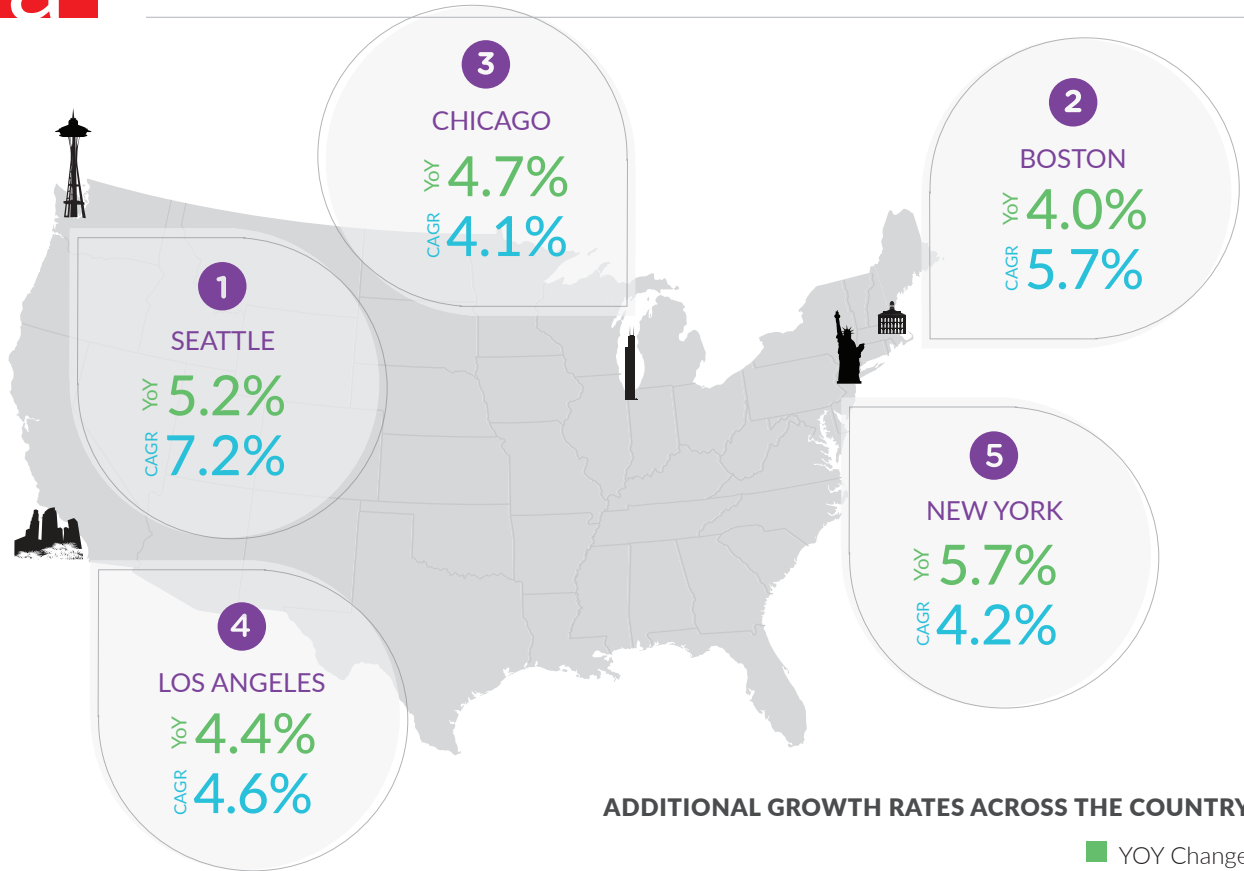 3
CHICAGO
YoY 4.7%
CAGR 4.1%
2
BOSTON
YoY 4.0%
CAGR 5.7%
1
SEATTLE
YoY 5.2%
CAGR 7.2%
5
NEW YORK
YoY 5.7%
CAGR 4.2%
4
LOS ANGELES
YoY 4.4%
CAGR 4.6%
ADDITIONAL GROWTH RATES ACROSS THE COUNTRY
YOY Change